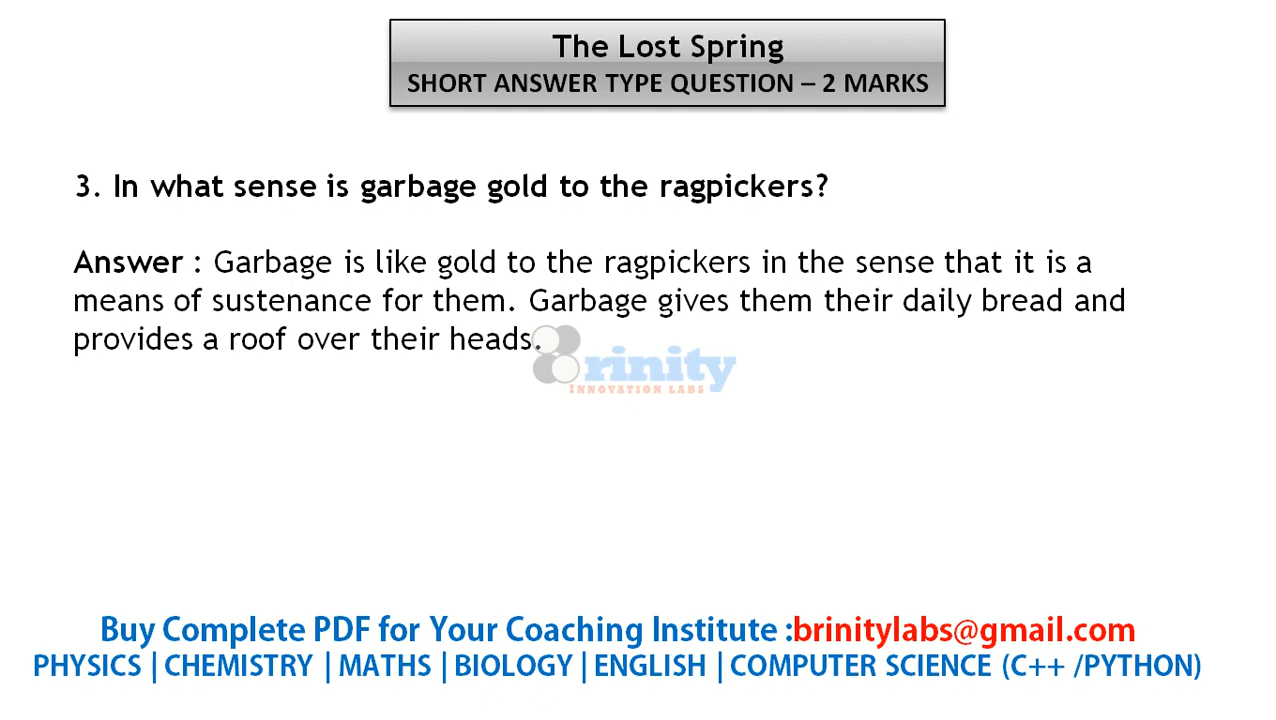 The Lost Spring
SHORT ANSWER TYPE QUESTION – 2 MARKS
3. In what sense is garbage gold to the ragpickers?
Answer : Garbage is like gold to the ragpickers in the sense that it is a
means of sustenance for them. Garbage gives them their daily bread and
provides a roof over their heads.
rinity
INNOVATION LABS
Buy Complete PDF for Your Coaching Institute :brinitylabs@gmail.com
PHYSICS | CHEMISTRY | MATHS | BIOLOGY | ENGLISH | COMPUTER SCIENCE (C++ /PYTHON)